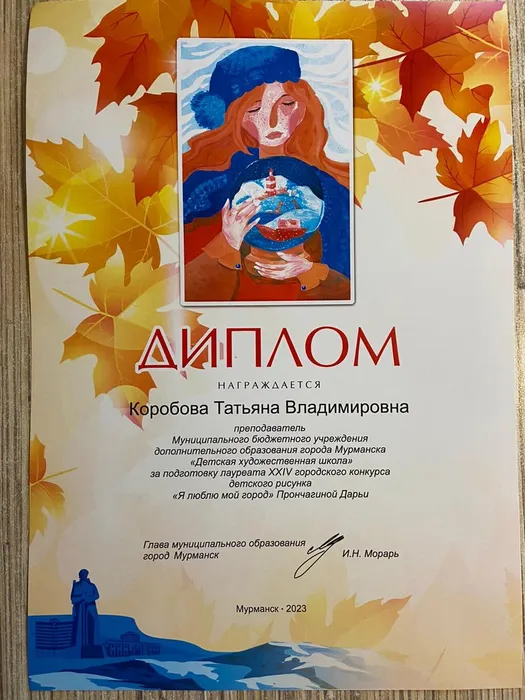 ДИПЛОМ
НАГРАЖДАЕТСЯ
Коробова Татьяна Владимировна
преподаватель
Муниципального бюджетного учреждения
дополнительного образования города Мурманска
«Детская художественная школа»
за подготовку лауреата XXIV городского конкурса
детского рисунка
«Я люблю мой город» Прончагиной Дарьи
Глава муниципального образования
город Мурманск И.Н. Морарь
Мурманск - 2023